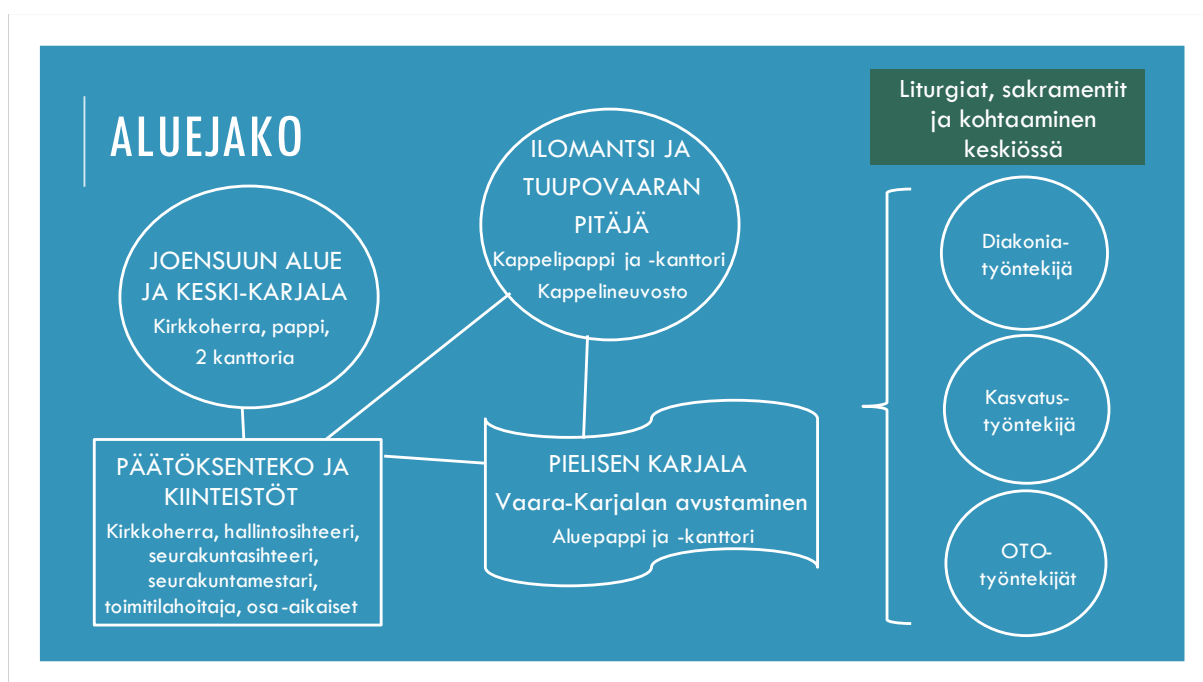 ALUEJAKO
JOENSUUN ALUE
JA KESKI-KARJALA
Kirkkoherra, pappi,
2 kanttoria
ILOMANTSI JA
TUUPOVAARAN
PITÄJÄ
Kappelipappi ja -kanttori
Kappelineuvosto
PÄÄTÖKSENTEKO JA
KIINTEISTÖT
Kirkkoherra, hallintosihteeri,
seurakuntasihteeri,
seurakuntamestari,
toimitilahoitaja, osa-aikaiset
PIELISEN KARJALA
Vaara-Karjalan avustaminen
Aluepappi ja -kanttori
Liturgiat, sakramentit
ja kohtaaminen
keskiössä
Diakonia-
työntekijä
Kasvatus-
työntekijä
OTO-
työntekijät